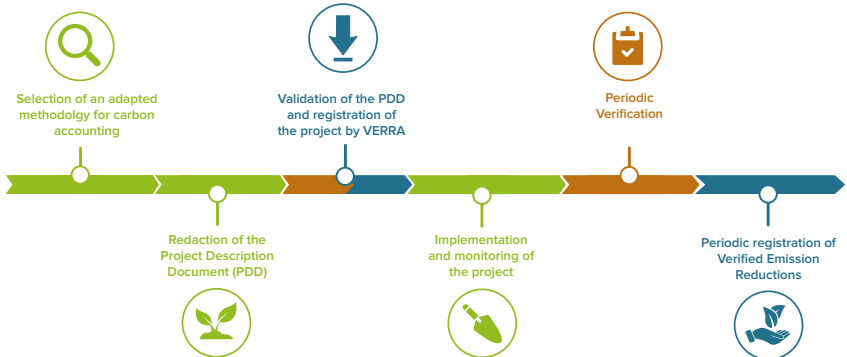 Selection of an adapted
methodolgy for carbon
accounting
Redaction of the
Project Description
Document (PDD)
Validation of the PDD
and registration of
the project by VERRA
Implementation
and monitoring of
the project
Periodic
Verification
Periodic registration of
Verified Emission
Reductions